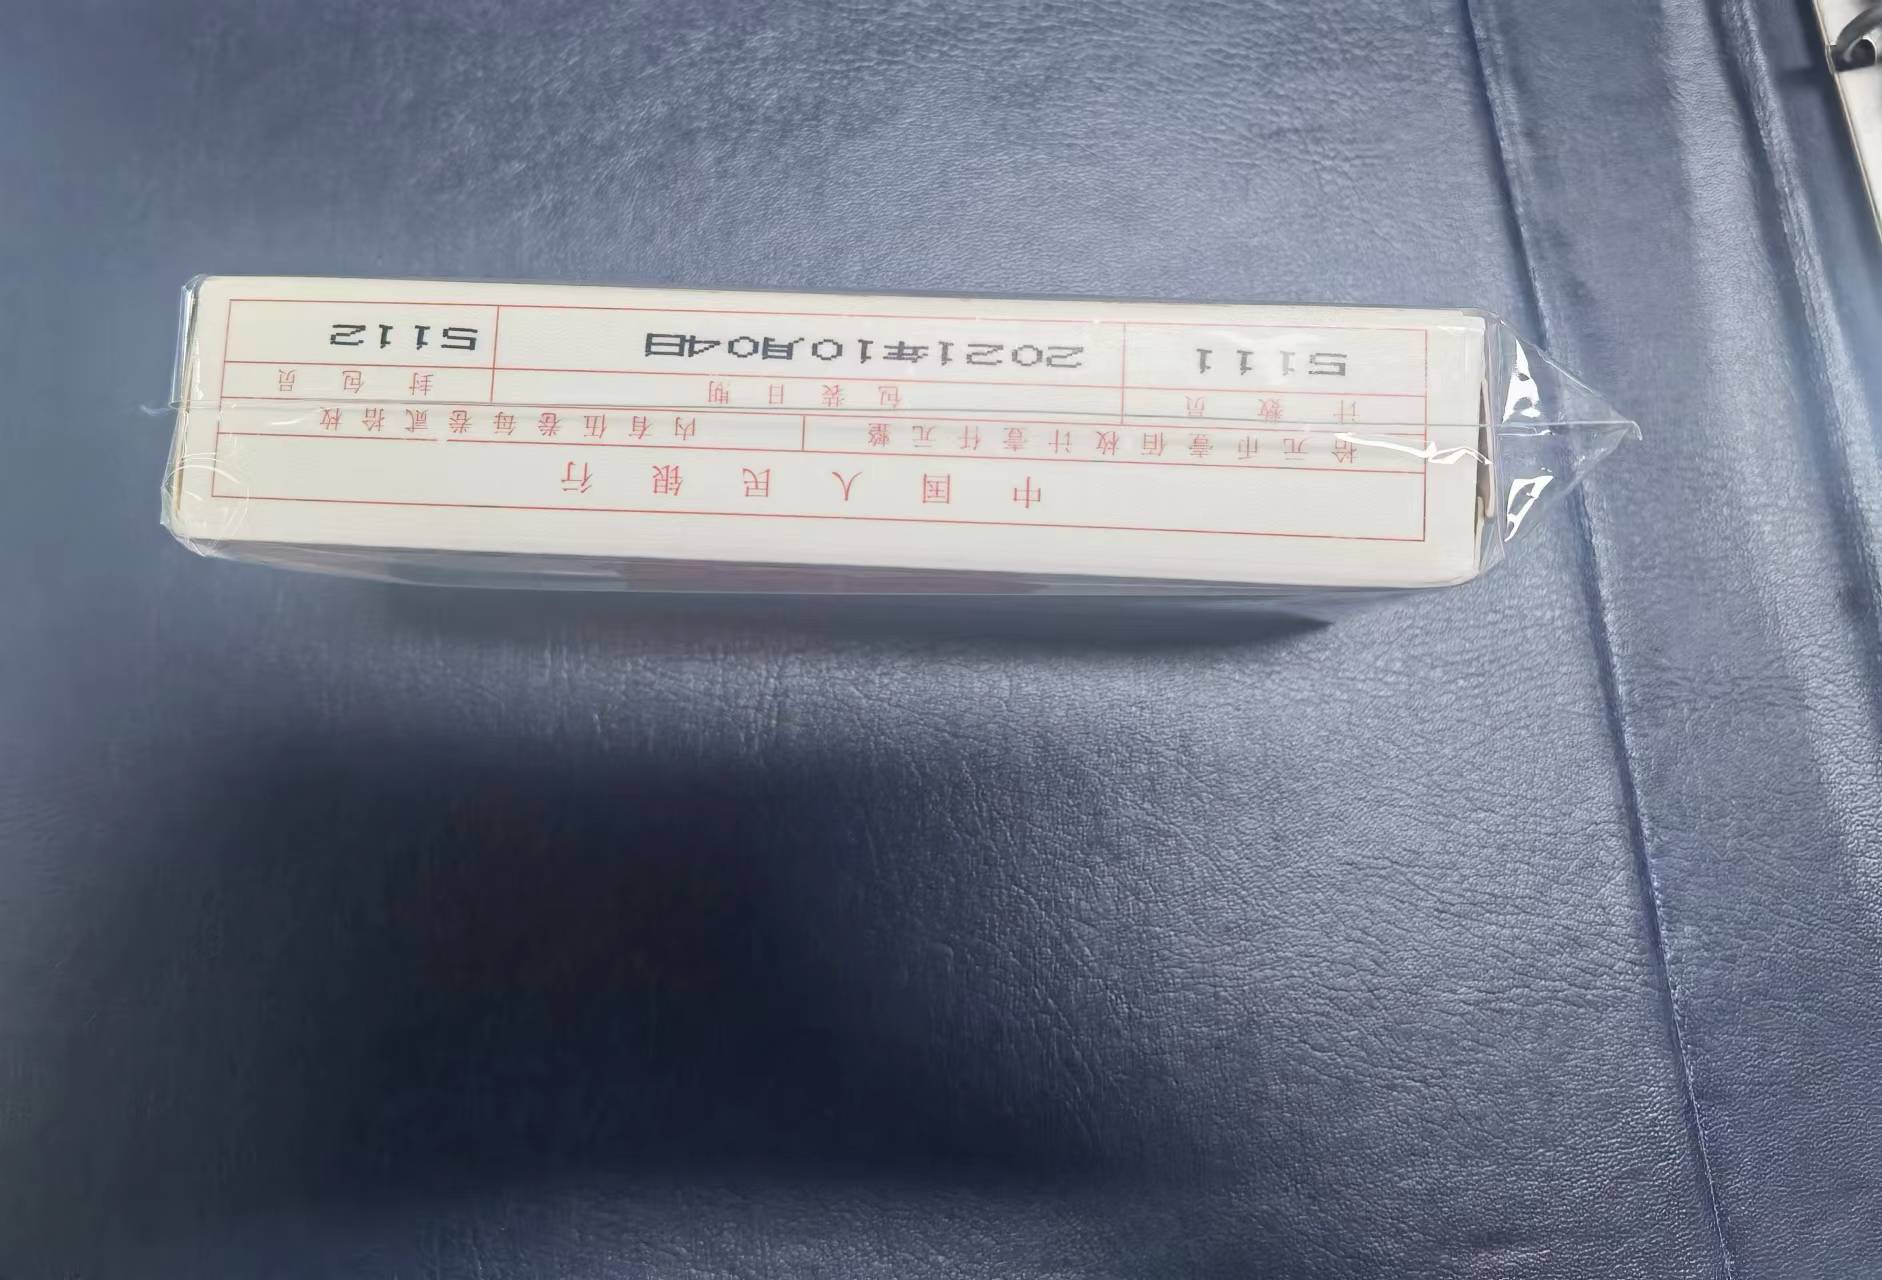 中国人民银行
拾元币壹佰枚计壹仟元整 内有伍卷每卷贰拾枚
计数员 包装日期 封包员
5111 2021年10月04日 5112